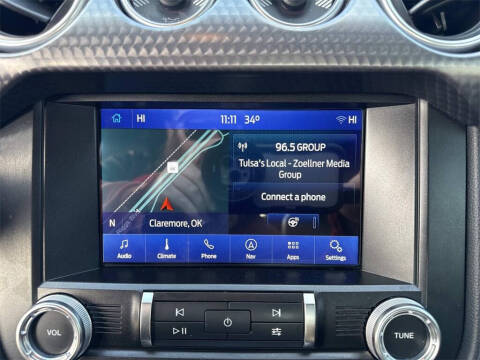 HI 11:11 34° HI
96.5 GROUP
Tulsa's Local - Zoellner Media
Group
Connect a phone
N Claremore, OK
Audio Climate Phone Nav Apps Settings
VOL
TUNE